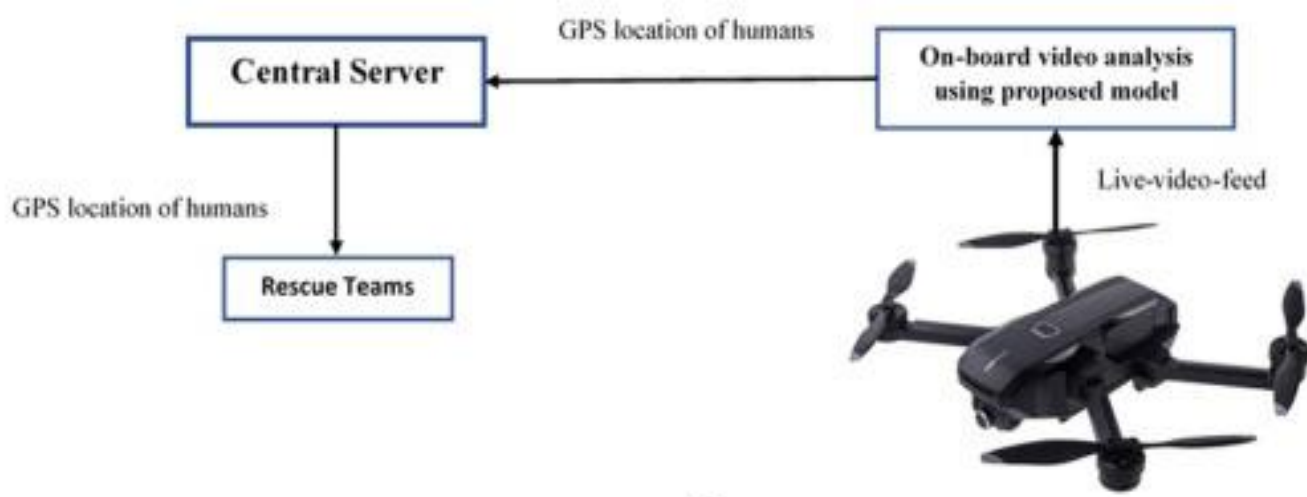 GPS location of humans
Central Server
On-board video analysis
using proposed model
Live-video-feed
GPS location of humans
Rescue Teams